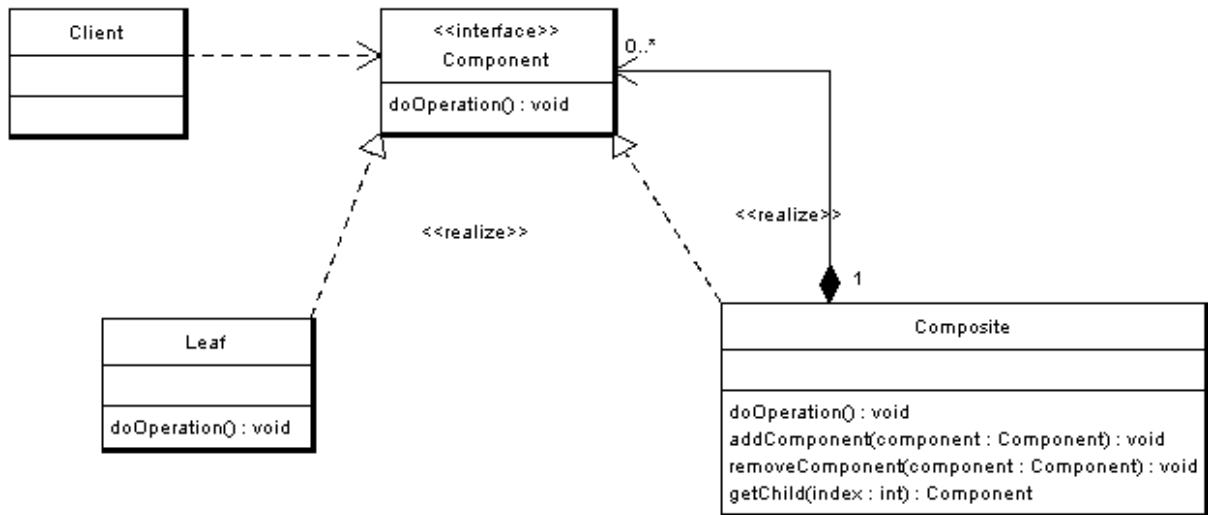 Client
<<interface>>
Component
doOperation() : void
0..*
<<realize>>
<<realize>>
1
Leaf
doOperation() : void
Composite
doOperation() : void
addComponent(component : Component) : void
removeComponent(component : Component) : void
getChild(index : int) : Component